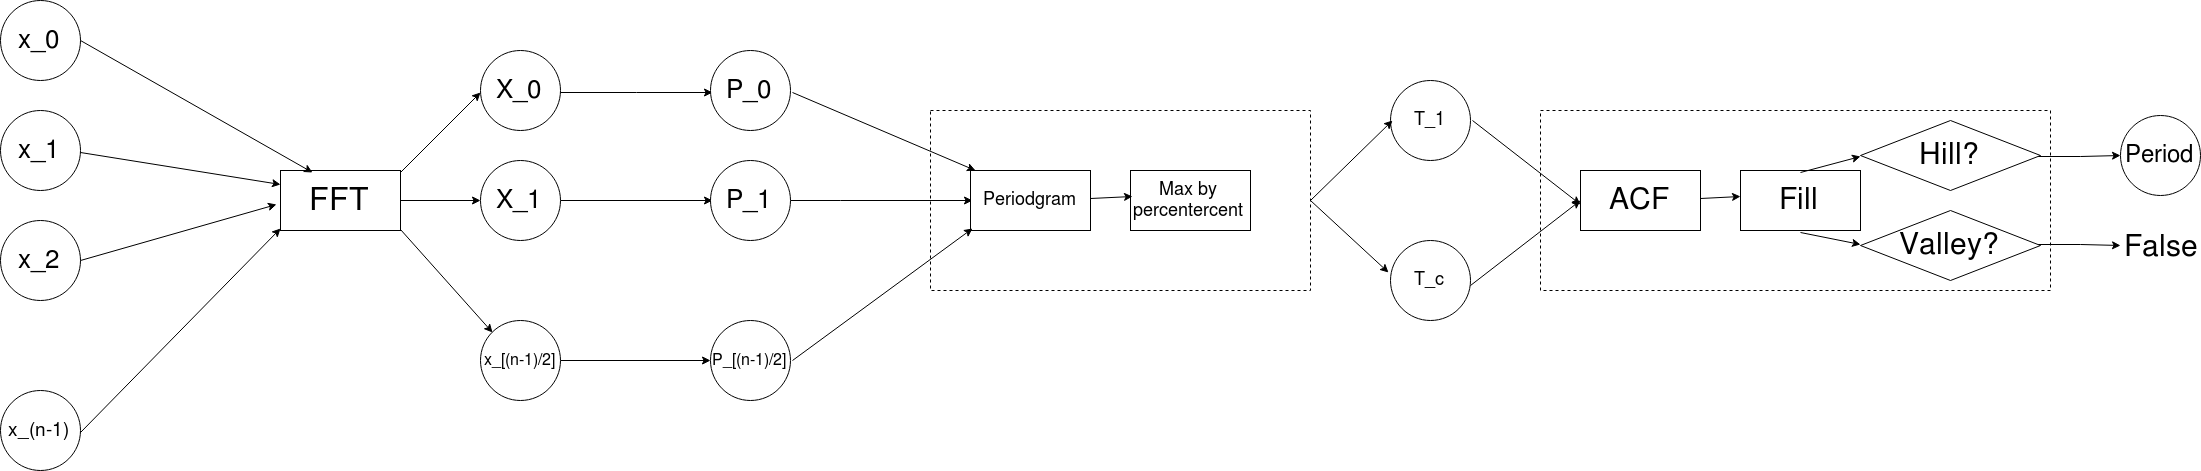 x_0
x_1
x_2
x_(n-1)
FFT
X_0
X_1
x_[(n-1)/2]
P_0
P_1
P_[(n-1)/2]
Periodgram
Max by
percentercent
T_1
T_c
ACF
Fill
Hill?
Valley?
Period
False